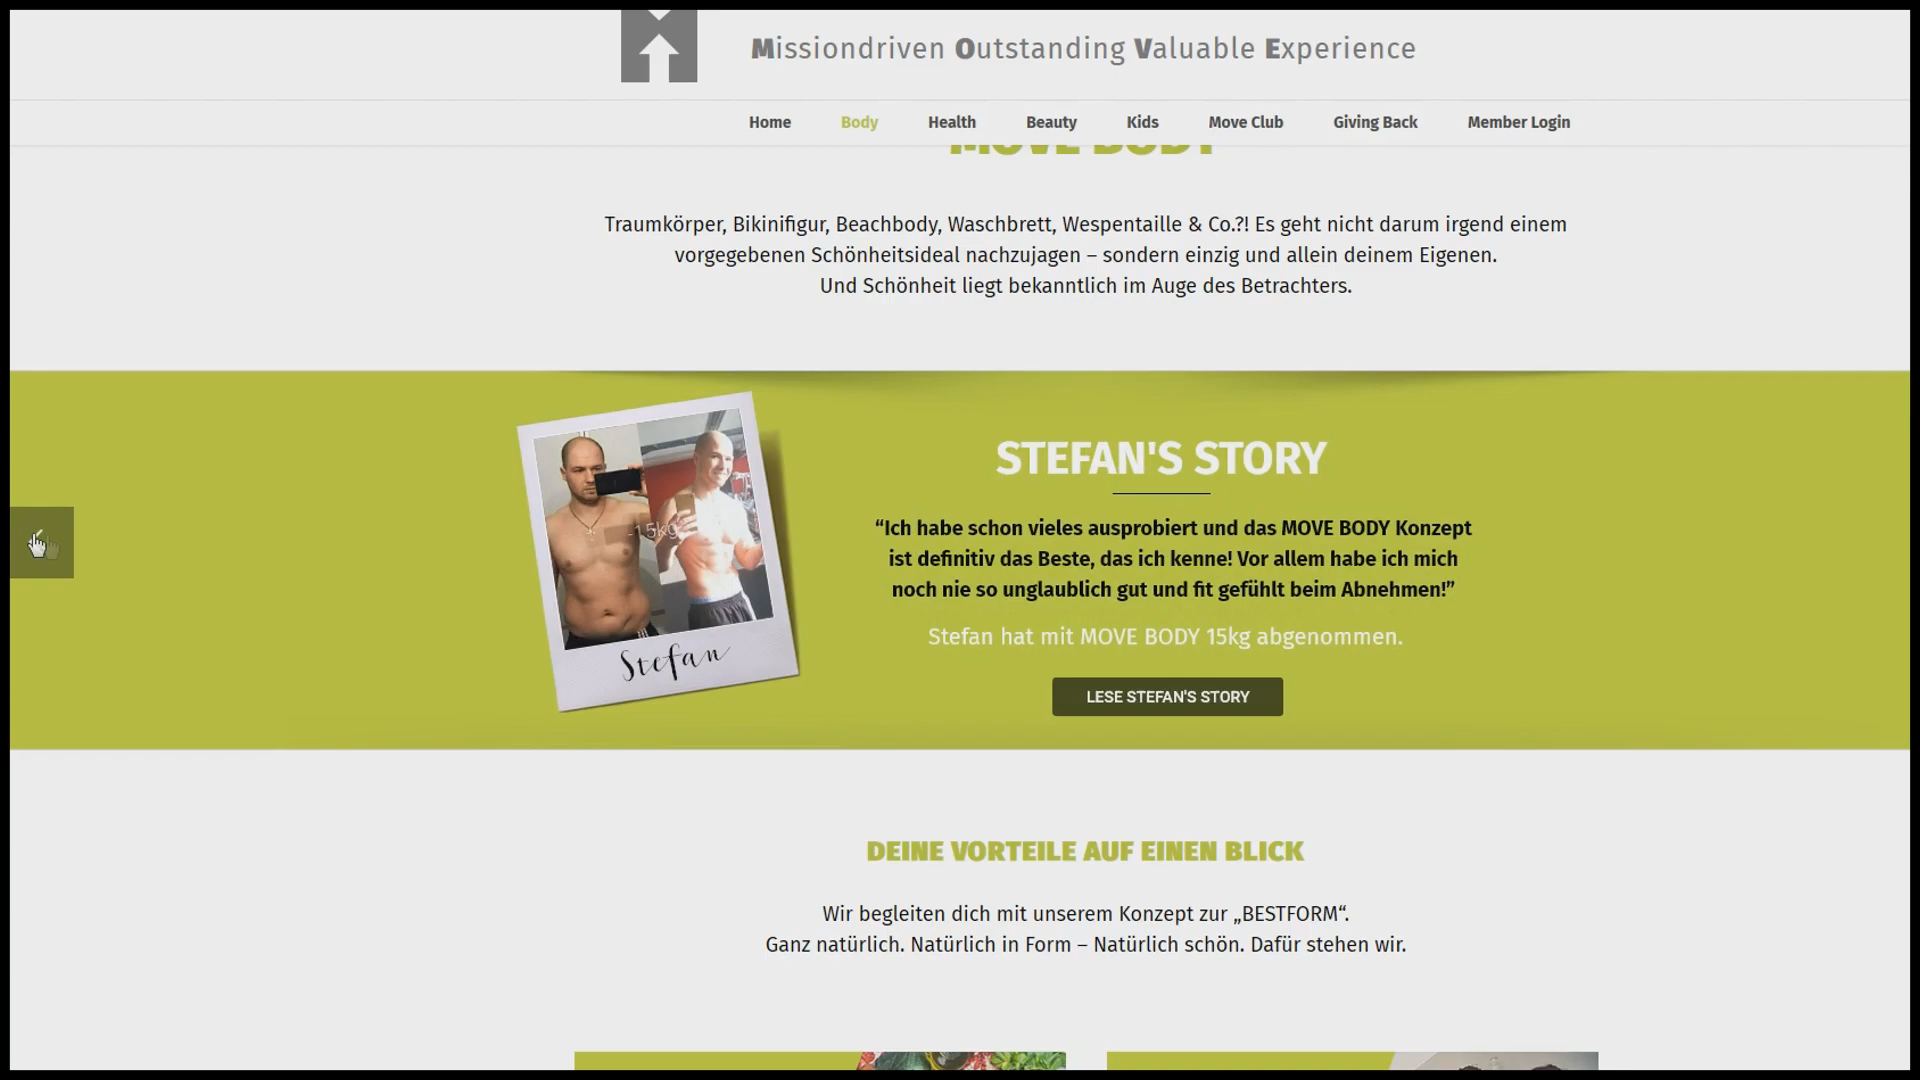 Missiondriven Outstanding Valuable Experience
Home Body Health Beauty Kids Move Club Giving Back Member Login
MOVE BODY
Traumkörper, Bikinifigur, Beachbody, Waschbrett, Wespentaille & Co.?! Es geht nicht darum irgend einem
vorgegebenen Schönheitsideal nachzujagen – sondern einzig und allein deinem Eigenen.
Und Schönheit liegt bekanntlich im Auge des Betrachters.
-15kg
Stefan
STEFAN'S STORY
“Ich habe schon vieles ausprobiert und das MOVE BODY Konzept
ist definitiv das Beste, das ich kenne! Vor allem habe ich mich
noch nie so unglaublich gut und fit gefühlt beim Abnehmen!”
Stefan hat mit MOVE BODY 15kg abgenommen.
LESE STEFAN'S STORY
DEINE VORTEILE AUF EINEN BLICK
Wir begleiten dich mit unserem Konzept zur „BESTFORM“.
Ganz natürlich. Natürlich in Form – Natürlich schön. Dafür stehen wir.